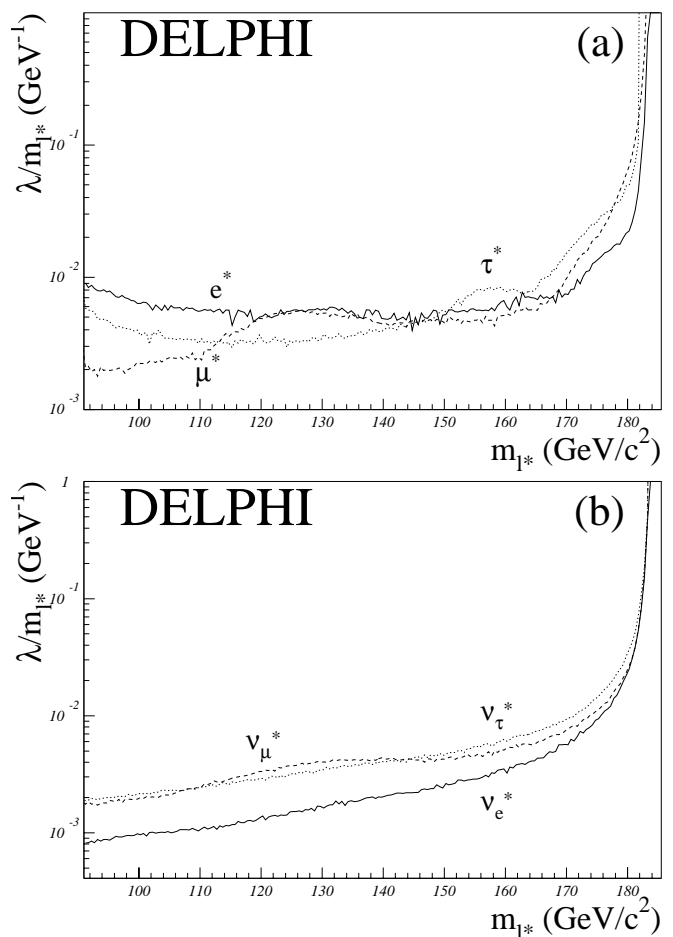 DELPHI (a)
λ/m_l* (GeV^-1)
10^-1
10^-2
10^-3
e*
μ*
τ*
100 110 120 130 140 150 160 170 180
m_l* (GeV/c^2)
DELPHI (b)
λ/m_l* (GeV^-1)
1
10^-1
10^-2
10^-3
ν_μ*
ν_τ*
ν_e*
100 110 120 130 140 150 160 170 180
m_l* (GeV/c^2)